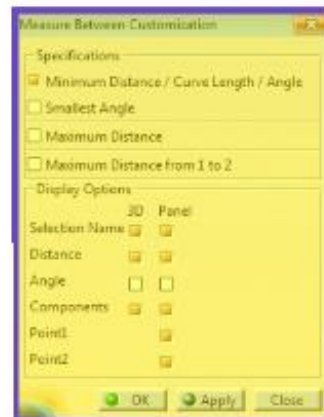 Measure Between Customization
Specifications
Minimum Distance / Curve Length / Angle
Smallest Angle
Maximum Distance
Maximum Distance from 1 to 2
Display Options
3D Panel
Selection Name
Distance
Angle
Components
Point1
Point2
OK Apply Close